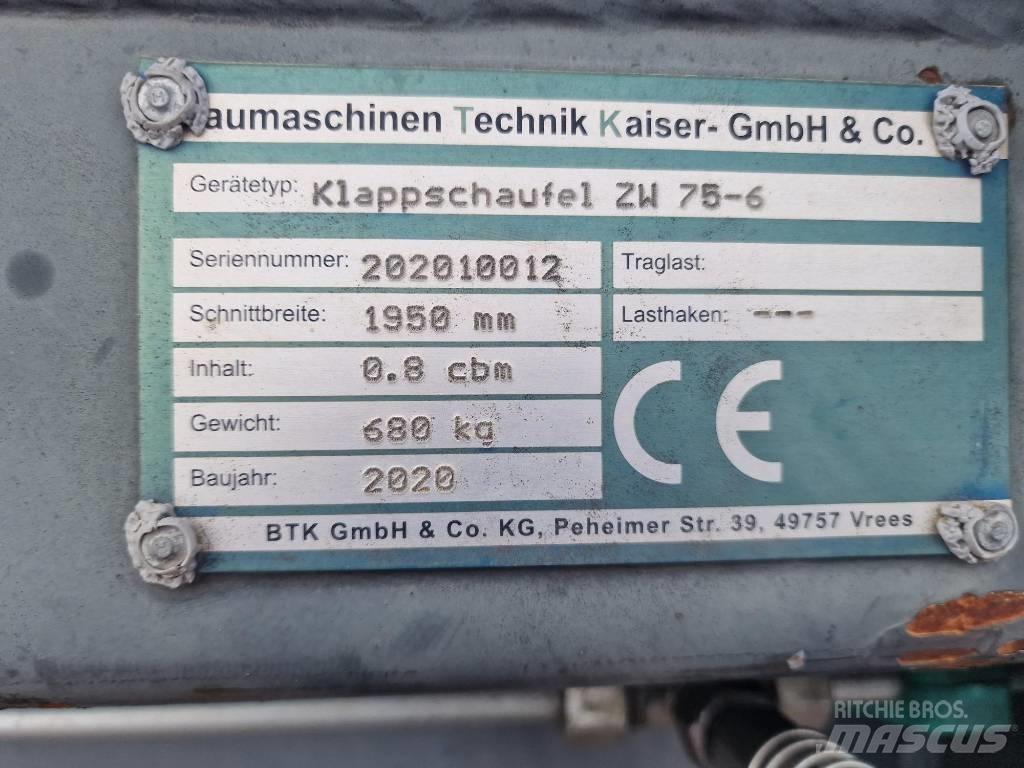 aumaschinen Technik Kaiser- GmbH & Co.
Gerätetyp: Klappschaufel ZW 75-6
Seriennummer: 202010012
Traglast:
Schnittbreite: 1950 mm
Lasthaken: ---
Inhalt: 0.8 cbm
Gewicht: 680 kg
Baujahr: 2020
CE
BTK GmbH & Co. KG, Peheimer Str. 39, 49757 Vrees
RITCHIE BROS.
MASCUS